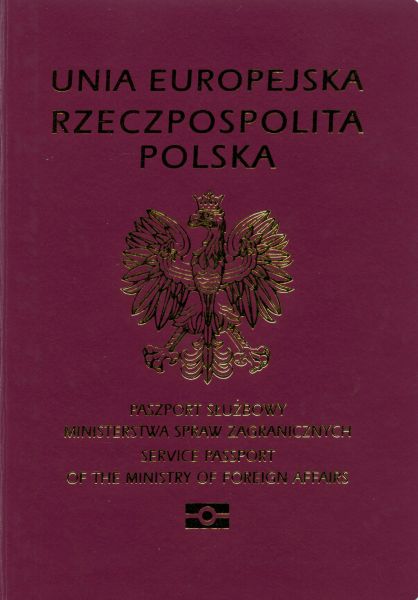 UNIA EUROPEJSKA
RZECZPOSPOLITA
POLSKA
PASZPORT SŁUŻBOWY
MINISTERSTWA SPRAW ZAGRANICZNYCH
SERVICE PASSPORT
OF THE MINISTRY OF FOREIGN AFFAIRS